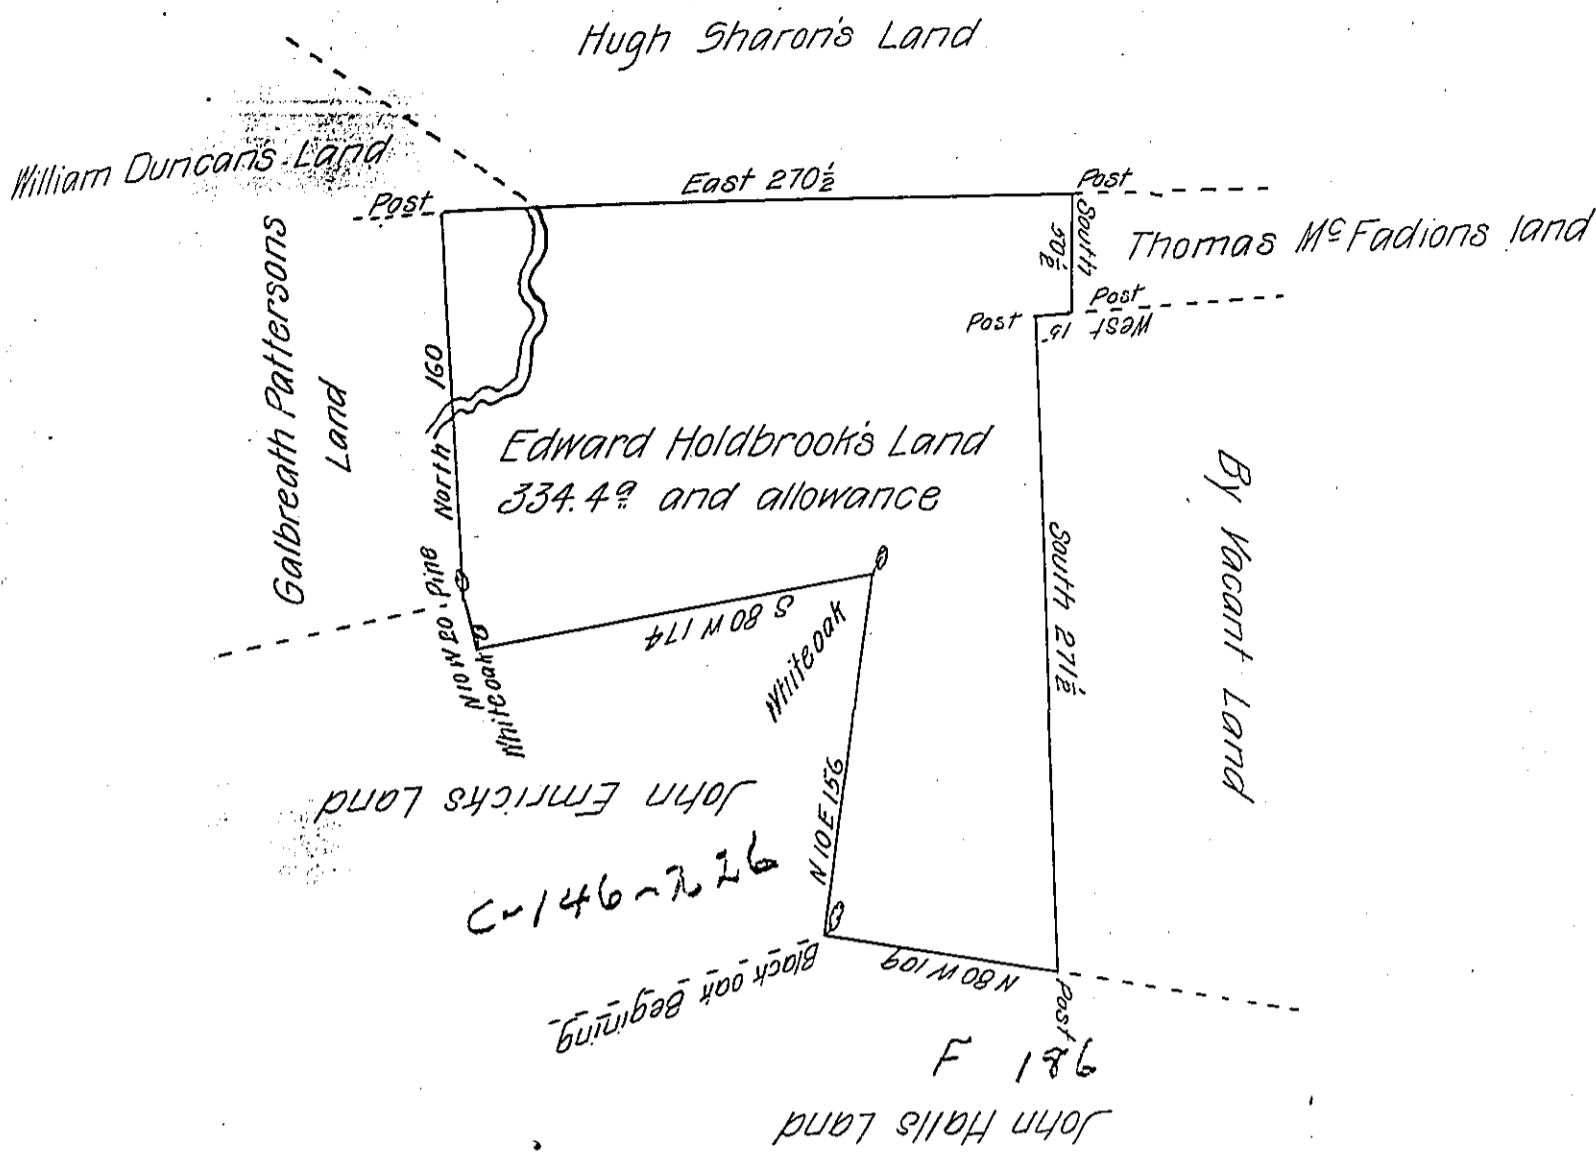 Hugh Sharon's Land
William Duncan's Land
Post
East 270½
Post
South 50½
Thomas McFadions land
Post
Post
West 15
Galbreath Pattersons
Land
North 160
Edward Holdbrook's Land
334.4a and allowance
By Vacant Land
South 271½
Pine
N 10 W 20
Whiteoak
S 80 W 174
Whiteoak
N 10 E 156
John Emricks Land
C-146-226
Black oak Begining
N 80 W 109
Post
F 186
John Halls Land